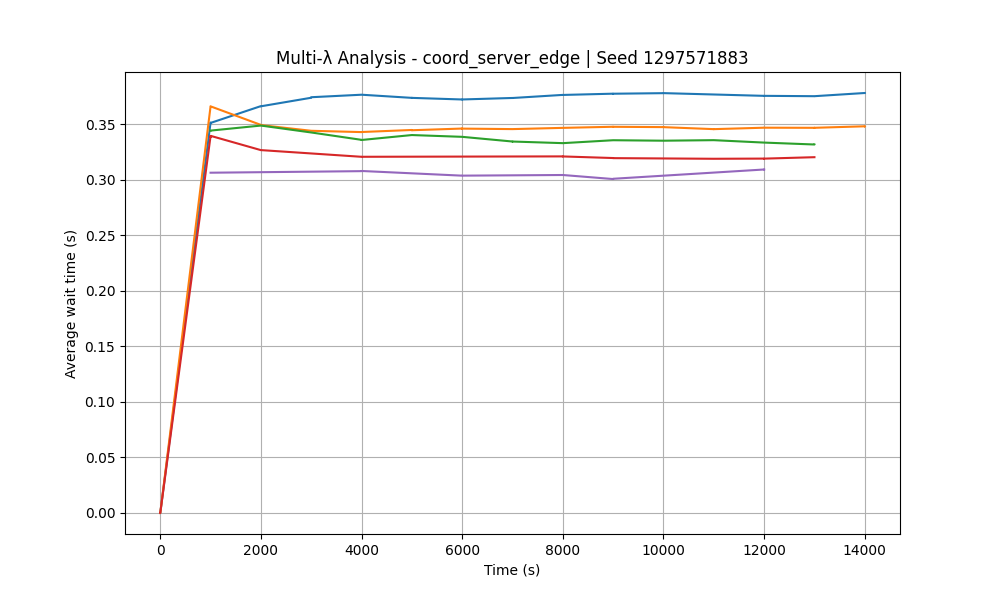 Multi-λ Analysis - coord_server_edge | Seed 1297571883
Average wait time (s)
0.35
0.30
0.25
0.20
0.15
0.10
0.05
0.00
0 2000 4000 6000 8000 10000 12000 14000
Time (s)